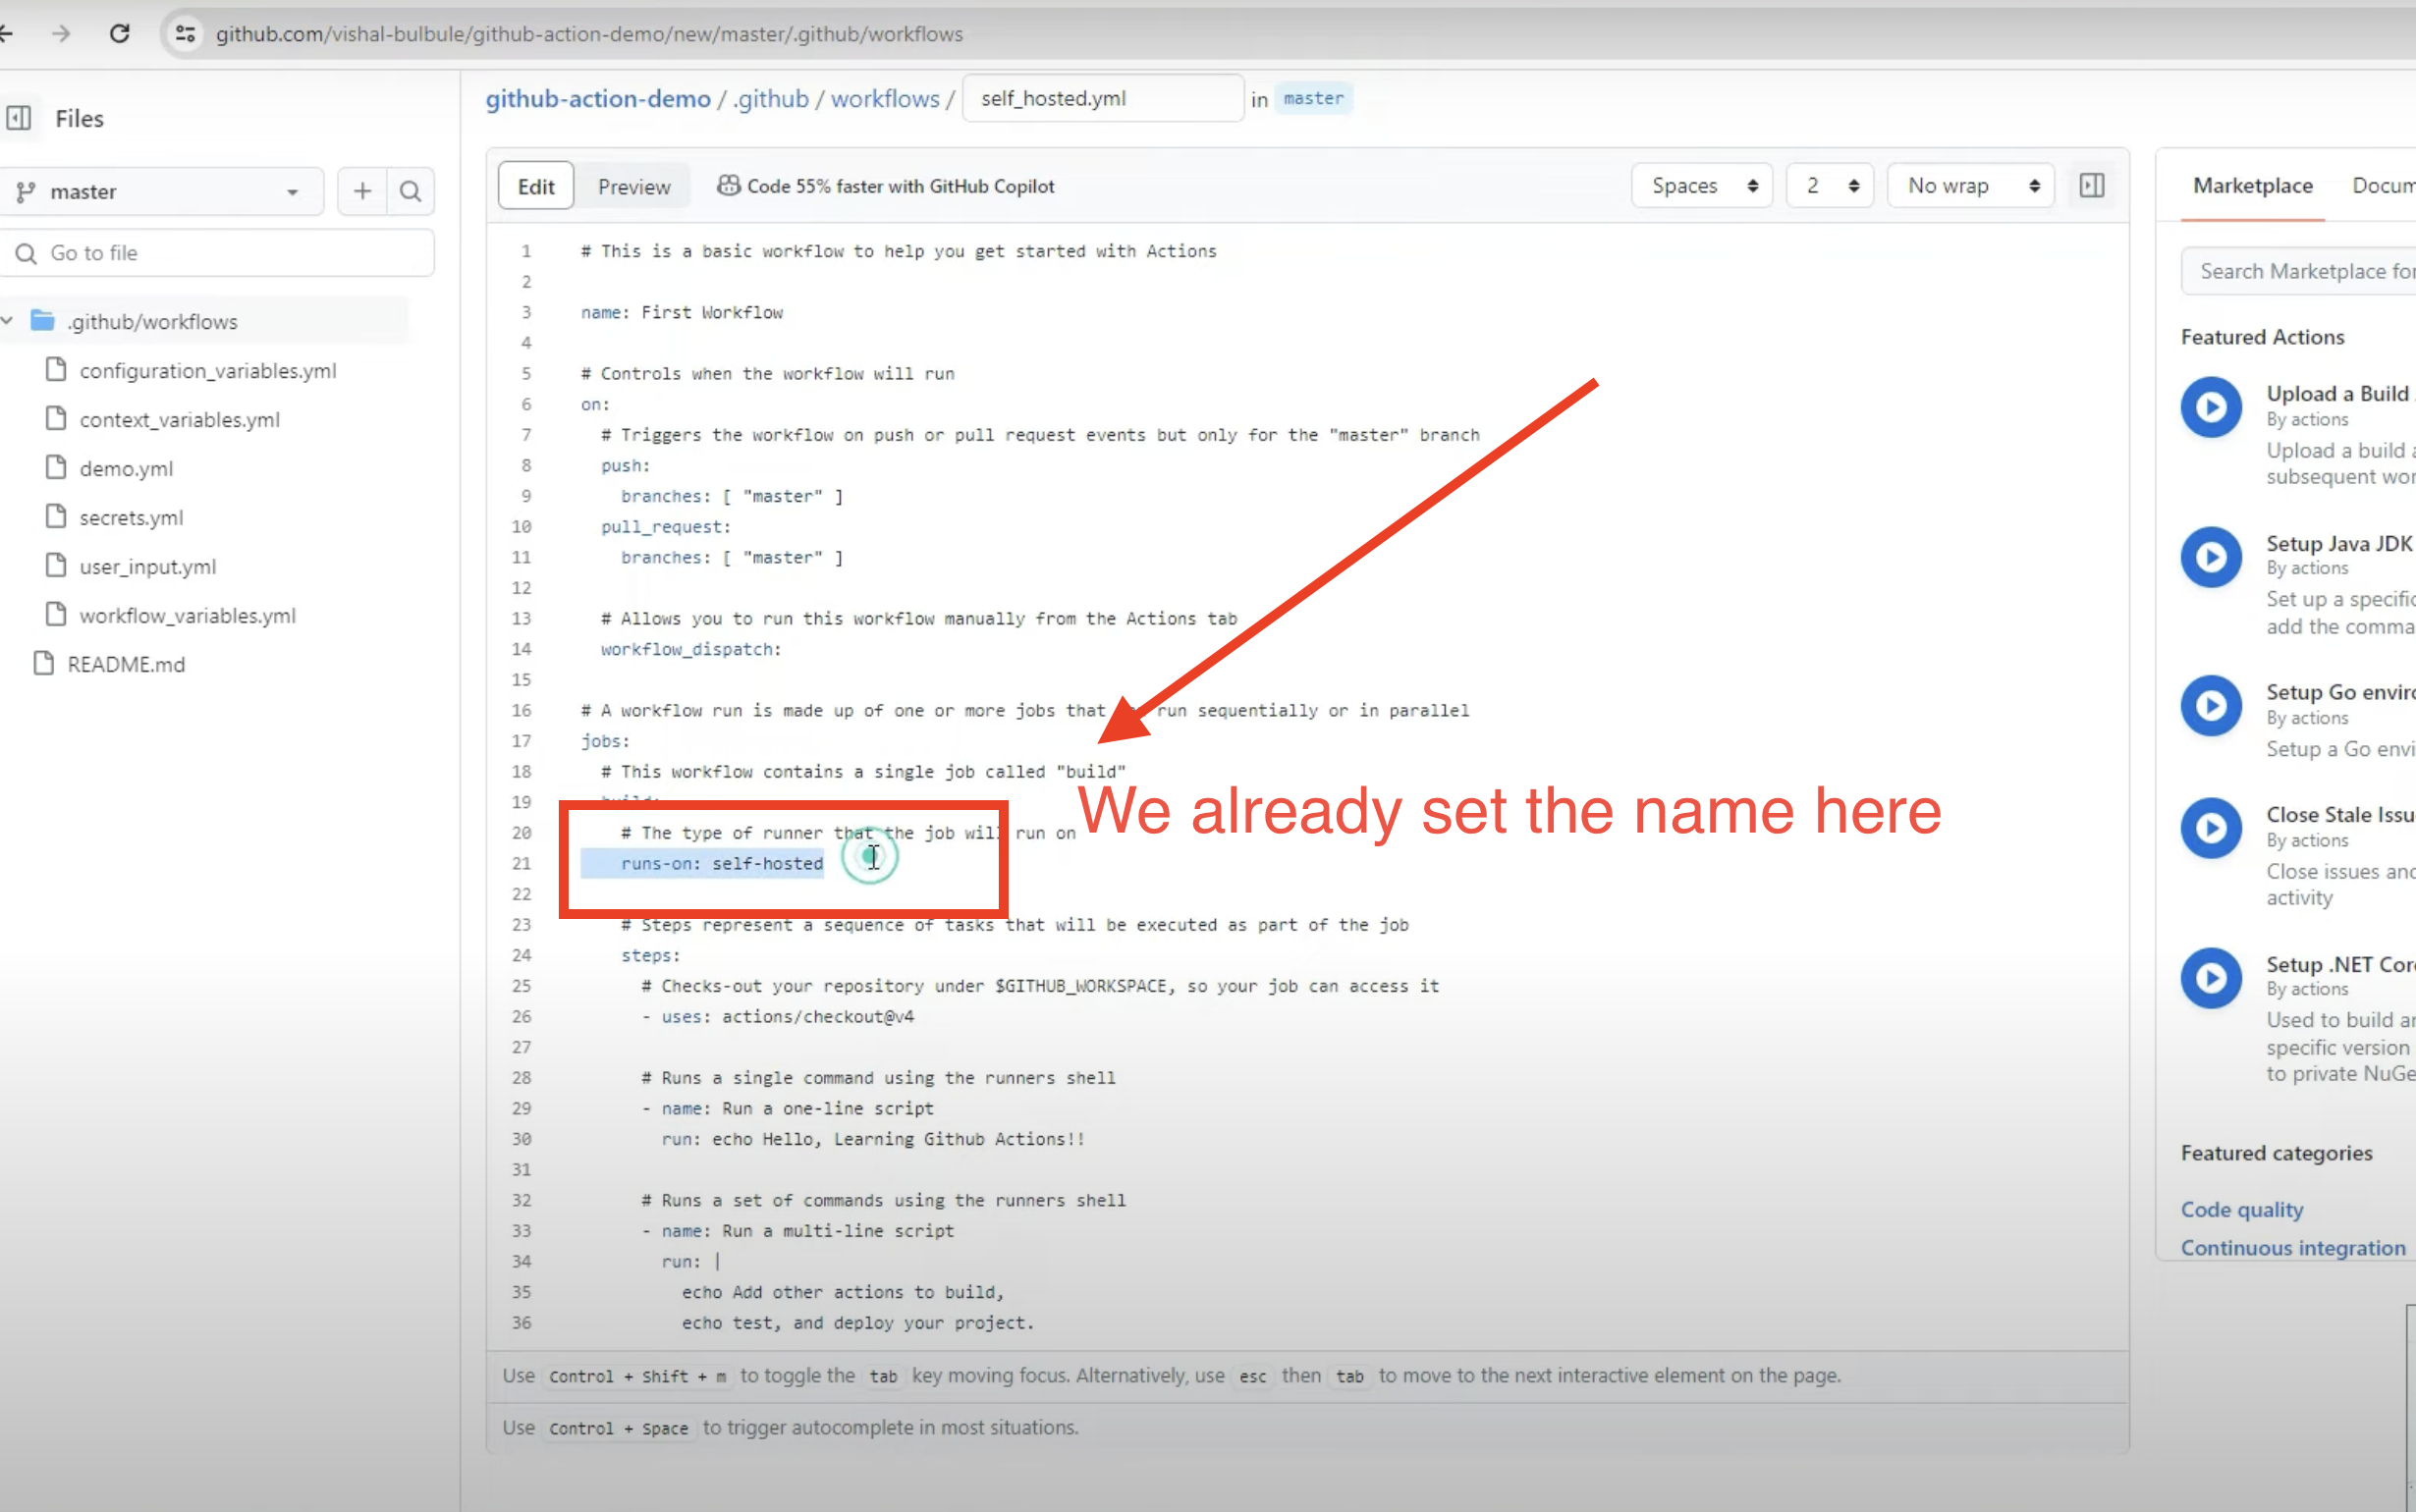 github.com/vishal-bulbule/github-action-demo/new/master/.github/workflows
Files
master
Go to file
.github/workflows
configuration_variables.yml
context_variables.yml
demo.yml
secrets.yml
user_input.yml
workflow_variables.yml
README.md
github-action-demo / .github / workflows / self_hosted.yml in master
Edit Preview Code 55% faster with GitHub Copilot Spaces 2 No wrap
1 # This is a basic workflow to help you get started with Actions
2
3 name: First Workflow
4
5 # Controls when the workflow will run
6 on:
7 # Triggers the workflow on push or pull request events but only for the "master" branch
8 push:
9 branches: [ "master" ]
10 pull_request:
11 branches: [ "master" ]
12
13 # Allows you to run this workflow manually from the Actions tab
14 workflow_dispatch:
15
16 # A workflow run is made up of one or more jobs that run sequentially or in parallel
17 jobs:
18 # This workflow contains a single job called "build"
19
20 # The type of runner that the job will run on
21 runs-on: self-hosted
22
We already set the name here
23 # Steps represent a sequence of tasks that will be executed as part of the job
24 steps:
25 # Checks-out your repository under $GITHUB_WORKSPACE, so your job can access it
26 - uses: actions/checkout@v4
27
28 # Runs a single command using the runners shell
29 - name: Run a one-line script
30 run: echo Hello, Learning Github Actions!!
31
32 # Runs a set of commands using the runners shell
33 - name: Run a multi-line script
34 run: |
35 echo Add other actions to build,
36 echo test, and deploy your project.
Use Control + Shift + m to toggle the tab key moving focus. Alternatively, use esc then tab to move to the next interactive element on the page.
Use Control + Space to trigger autocomplete in most situations.
Marketplace Docum
Search Marketplace for
Featured Actions
Upload a Build
By actions
Upload a build
subsequent wor
Setup Java JDK
By actions
Set up a specific
add the comma
Setup Go enviro
By actions
Setup a Go envi
Close Stale Issu
By actions
Close issues and
activity
Setup .NET Core
By actions
Used to build an
specific version
to private NuGe
Featured categories
Code quality
Continuous integration